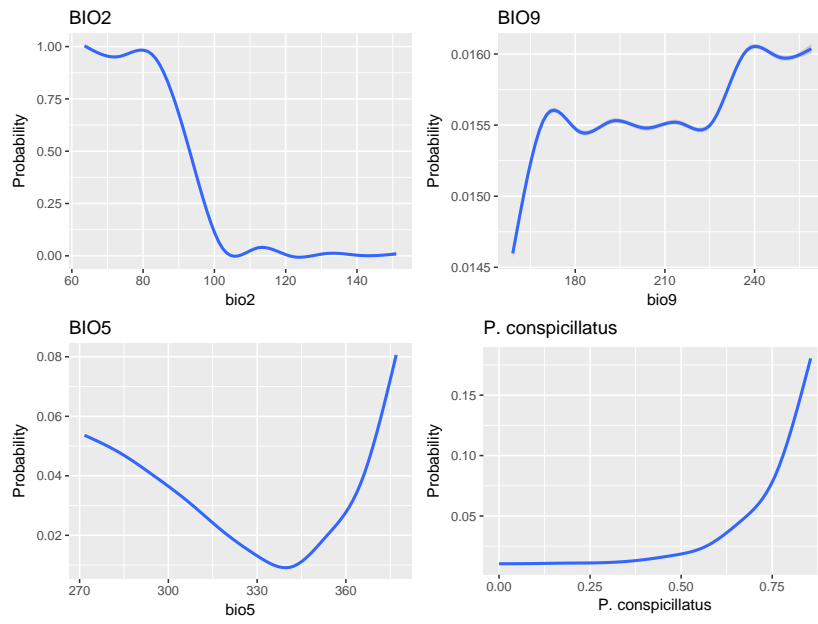 BIO2
1.00
0.75
0.50
0.25
0.00
Probability
60 80 100 120 140
bio2
BIO9
0.0160
0.0155
0.0150
0.0145
Probability
180 210 240
bio9
BIO5
0.08
0.06
0.04
0.02
Probability
270 300 330 360
bio5
P. conspicillatus
0.15
0.10
0.05
Probability
0.00 0.25 0.50 0.75
P. conspicillatus